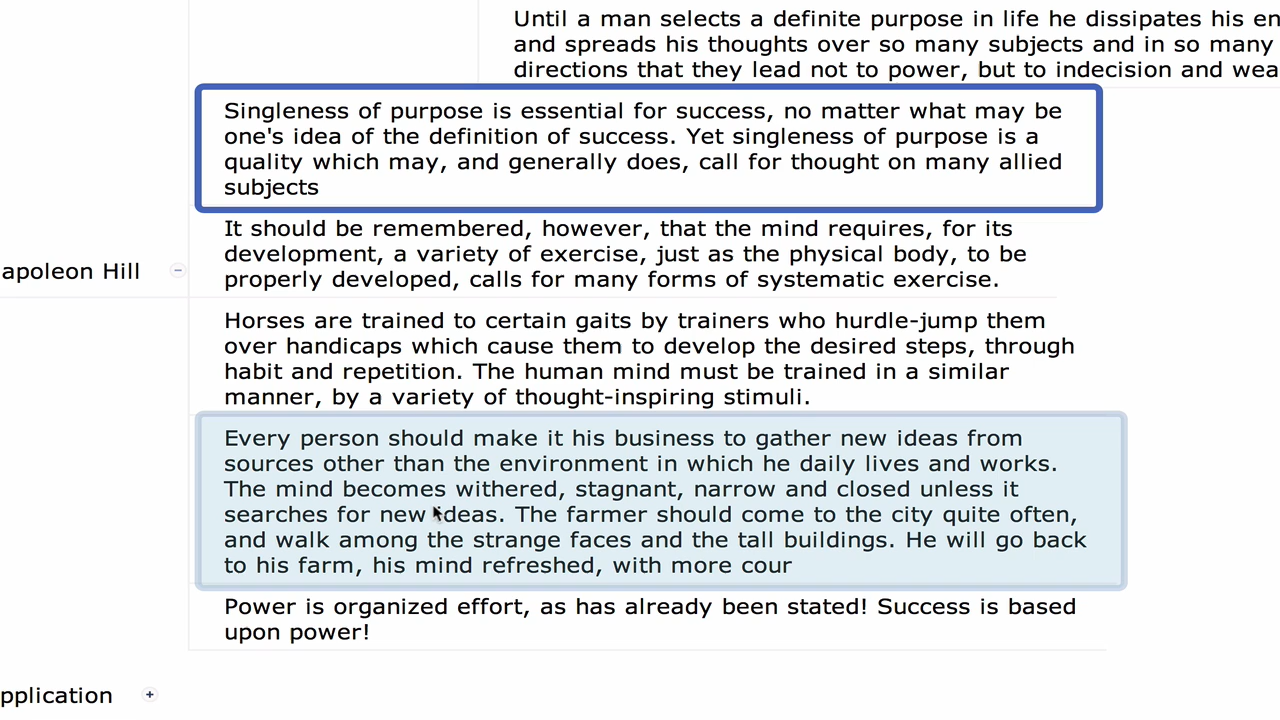 Until a man selects a definite purpose in life he dissipates his en
and spreads his thoughts over so many subjects and in so many
directions that they lead not to power, but to indecision and wea
Singleness of purpose is essential for success, no matter what may be
one's idea of the definition of success. Yet singleness of purpose is a
quality which may, and generally does, call for thought on many allied
subjects
It should be remembered, however, that the mind requires, for its
development, a variety of exercise, just as the physical body, to be
properly developed, calls for many forms of systematic exercise.
apoleon Hill
Horses are trained to certain gaits by trainers who hurdle-jump them
over handicaps which cause them to develop the desired steps, through
habit and repetition. The human mind must be trained in a similar
manner, by a variety of thought-inspiring stimuli.
Every person should make it his business to gather new ideas from
sources other than the environment in which he daily lives and works.
The mind becomes withered, stagnant, narrow and closed unless it
searches for new ideas. The farmer should come to the city quite often,
and walk among the strange faces and the tall buildings. He will go back
to his farm, his mind refreshed, with more cour
Power is organized effort, as has already been stated! Success is based
upon power!
pplication